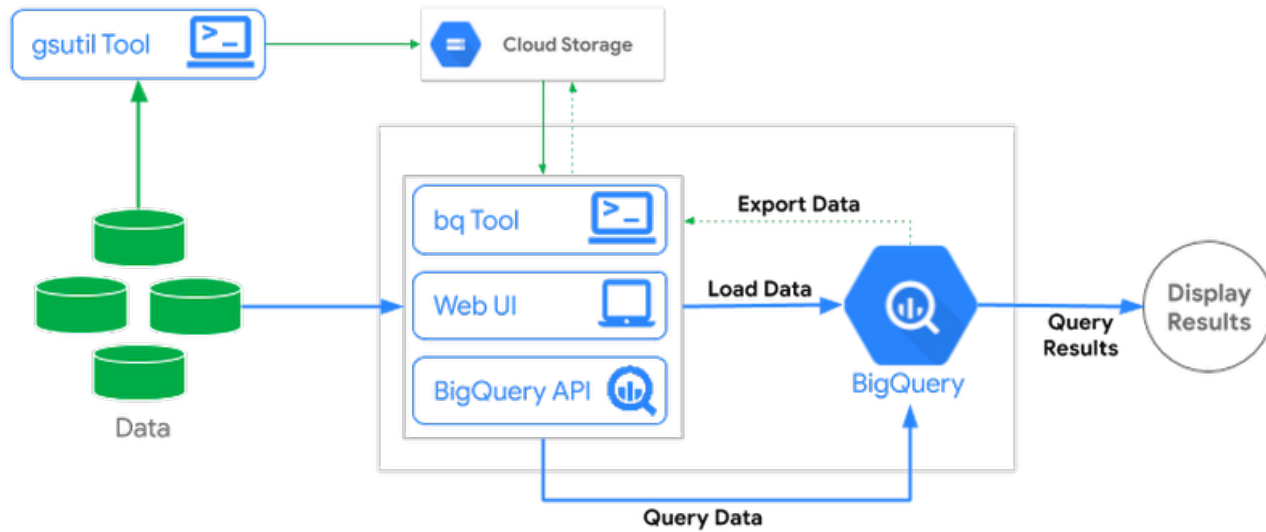 gsutil Tool
Cloud Storage
bq Tool
Export Data
Web UI
Load Data
BigQuery API
BigQuery
Query
Results
Display
Results
Data
Query Data